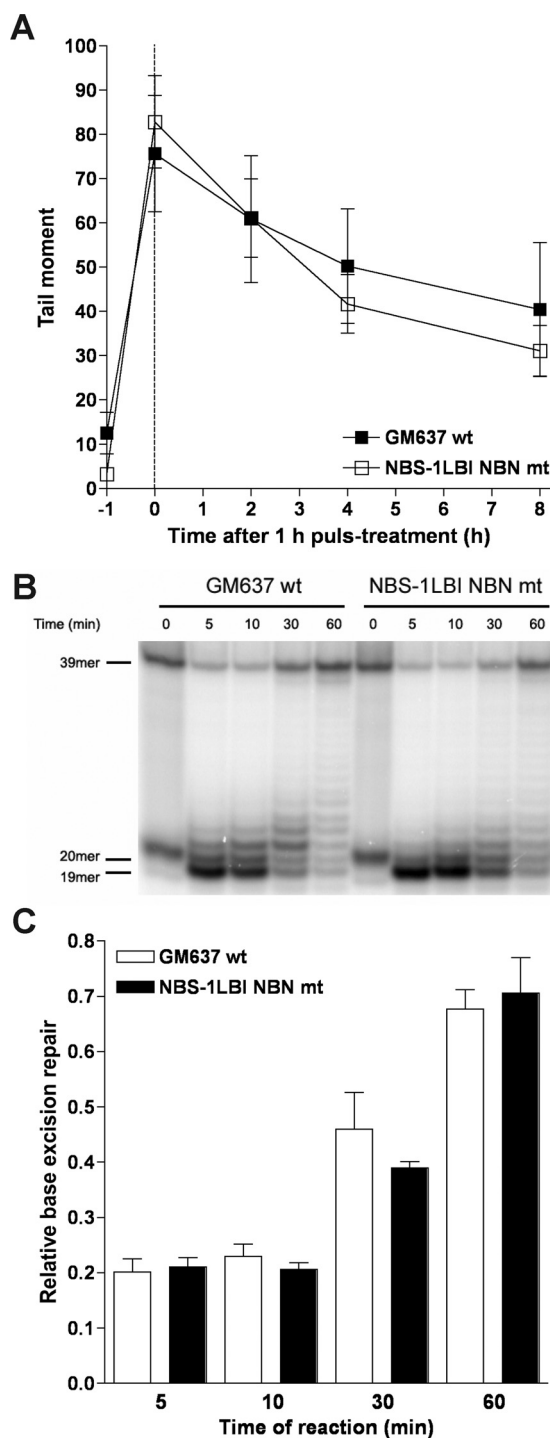 A
100
90
80
70
60
50
40
30
20
10
0
Tail moment
GM637 wt
NBS-1LBI NBN mt
-1 0 1 2 3 4 5 6 7 8
Time after 1 h puls-treatment (h)
B
GM637 wt NBS-1LBI NBN mt
Time (min) 0 5 10 30 60 0 5 10 30 60
39mer
20mer
19mer
C
0.8
0.7
0.6
0.5
0.4
0.3
0.2
0.1
0.0
Relative base excision repair
GM637 wt
NBS-1LBI NBN mt
5 10 30 60
Time of reaction (min)